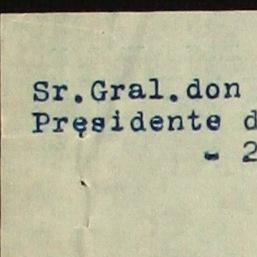 Sr.Gral.don
Presidente d
- 2